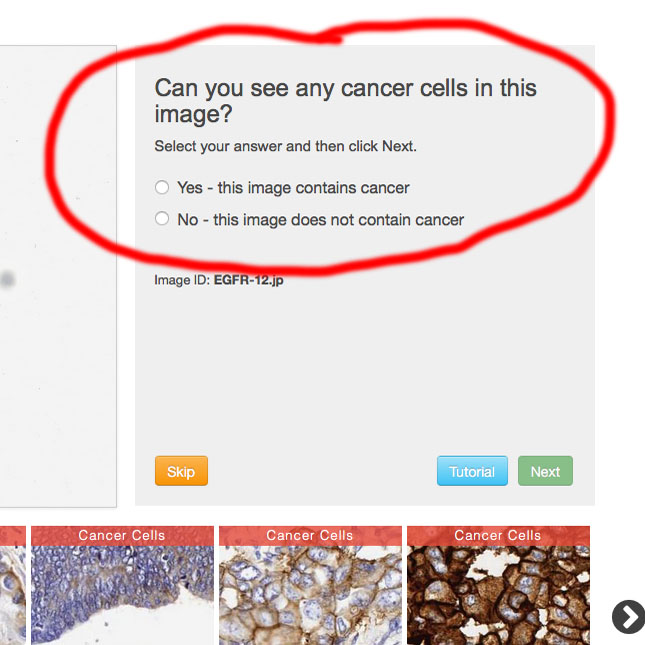 Can you see any cancer cells in this
image?
Select your answer and then click Next.
Yes - this image contains cancer
No - this image does not contain cancer
Image ID: EGFR-12.jp
Skip
Tutorial
Next
Cancer Cells
Cancer Cells
Cancer Cells